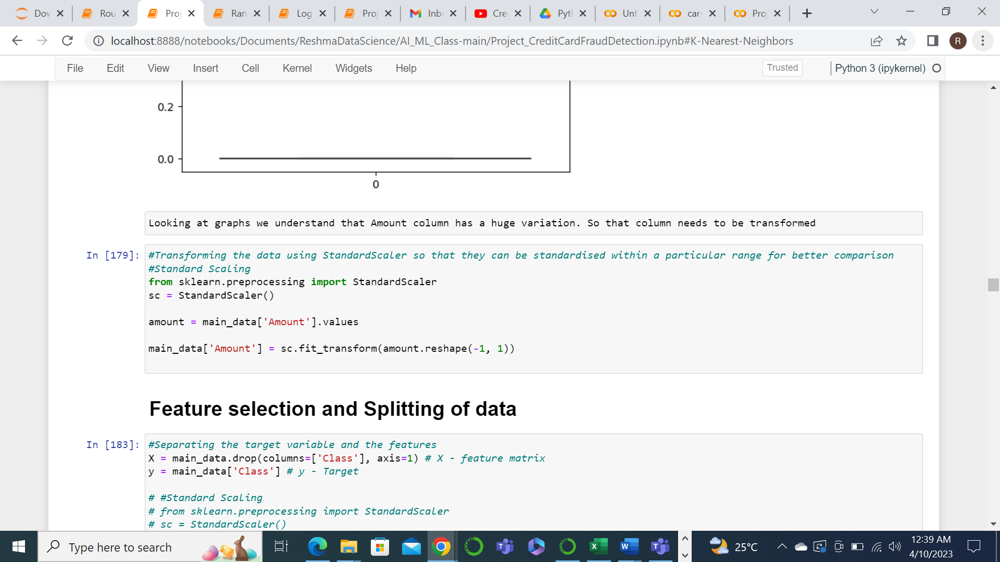 Dov
Rou
Proj
Ran
Log
Proj
Inb
Cre
Pytl
Unt
car-
Proj
localhost:8888/notebooks/Documents/ReshmaDataScience/AI_ML_Class-main/Project_CreditCardFraudDetection.ipynb#K-Nearest-Neighbors
R
File Edit View Insert Cell Kernel Widgets Help
Trusted
Python 3 (ipykernel)
0.2
0.0
0
Looking at graphs we understand that Amount column has a huge variation. So that column needs to be transformed
In [179]:
#Transforming the data using StandardScaler so that they can be standardised within a particular range for better comparison
#Standard Scaling
from sklearn.preprocessing import StandardScaler
sc = StandardScaler()
amount = main_data['Amount'].values
main_data['Amount'] = sc.fit_transform(amount.reshape(-1, 1))
Feature selection and Splitting of data
In [183]:
#Separating the target variable and the features
X = main_data.drop(columns=['Class'], axis=1) # X - feature matrix
y = main_data['Class'] # y - Target
# #Standard Scaling
# from sklearn.preprocessing import StandardScaler
# sc = StandardScaler()
Type here to search
25°C
12:39 AM
4/10/2023